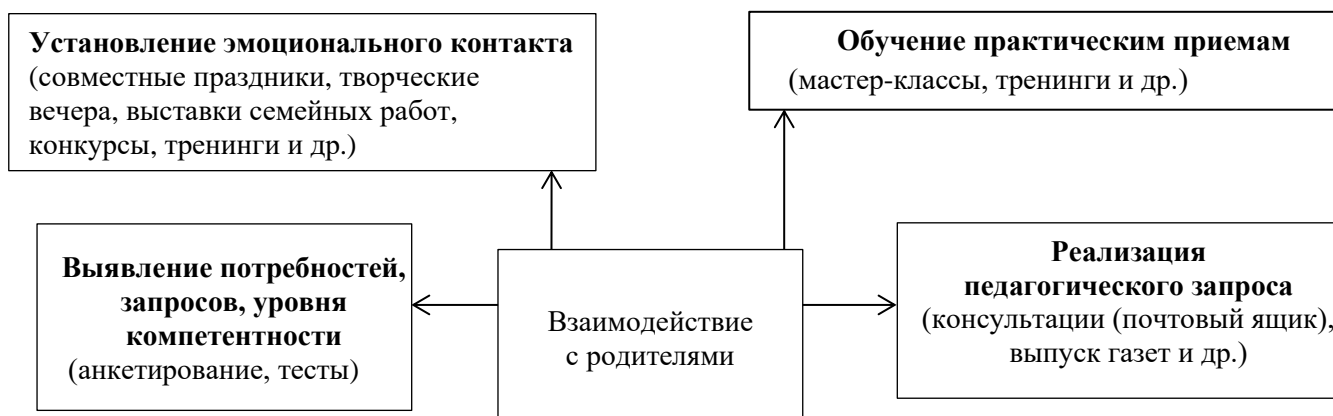 Установление эмоционального контакта
(совместные праздники, творческие
вечера, выставки семейных работ,
конкурсы, тренинги и др.)
Обучение практическим приемам
(мастер-классы, тренинги и др.)
Выявление потребностей,
запросов, уровня
компетентности
(анкетирование, тесты)
Взаимодействие
с родителями
Реализация
педагогического запроса
(консультации (почтовый ящик),
выпуск газет и др.)